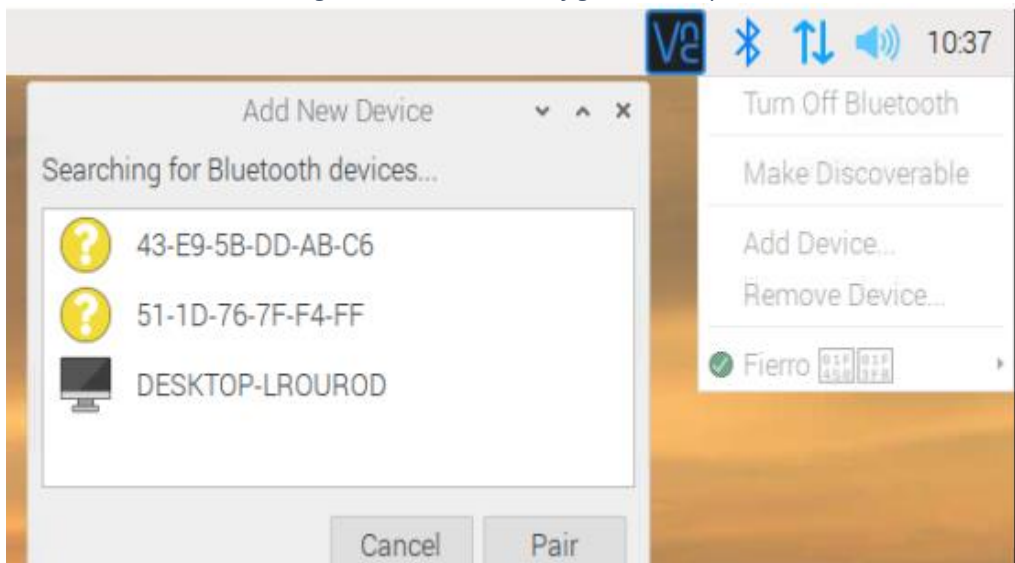 VNC
10:37
Add New Device
Searching for Bluetooth devices...
43-E9-5B-DD-AB-C6
51-1D-76-7F-F4-FF
DESKTOP-LROUROD
Cancel
Pair
Turn Off Bluetooth
Make Discoverable
Add Device...
Remove Device...
Fierro